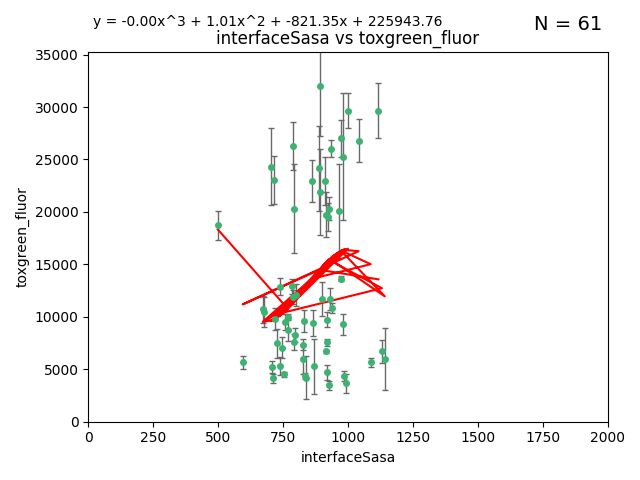 y = -0.00x^3 + 1.01x^2 + -821.35x + 225943.76
N = 61
interfaceSasa vs toxgreen_fluor
35000
30000
25000
20000
15000
10000
5000
0
toxgreen_fluor
0 250 500 750 1000 1250 1500 1750 2000
interfaceSasa